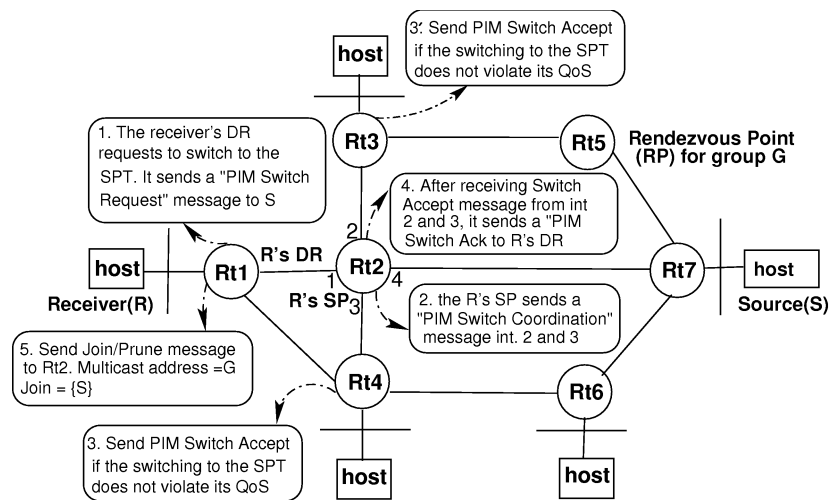 host
3'. Send PIM Switch Accept
if the switching to the SPT
does not violate its QoS
1. The receiver's DR
requests to switch to the
SPT. It sends a "PIM Switch
Request" message to S
Rt3
Rt5
Rendezvous Point
(RP) for group G
4. After receiving Switch
Accept message from int
2 and 3, it sends a "PIM
Switch Ack to R's DR
2
host
Receiver(R)
Rt1
R's DR
1
R's SP
3
Rt2
4
Rt7
host
Source(S)
2. the R's SP sends a
"PIM Switch Coordination"
message int. 2 and 3
5. Send Join/Prune message
to Rt2. Multicast address =G
Join = {S}
Rt4
Rt6
3. Send PIM Switch Accept
if the switching to the SPT
does not violate its QoS
host
host